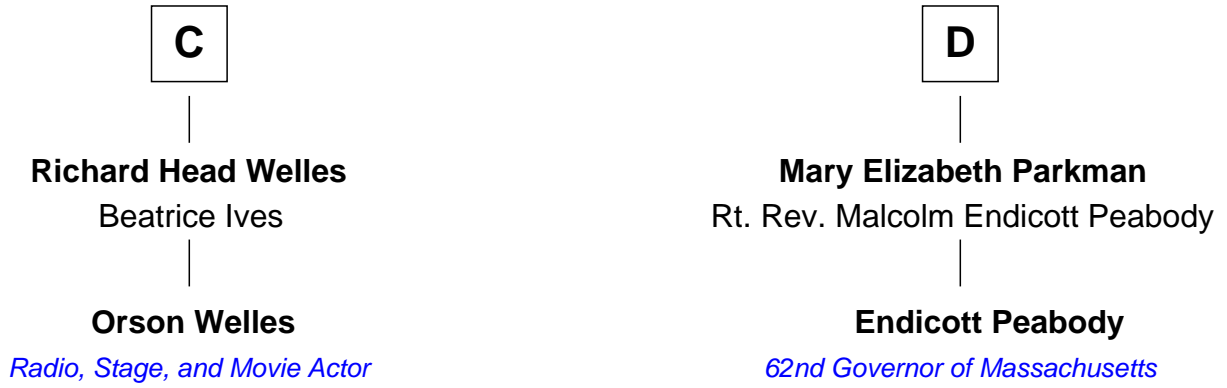 C
Richard Head Welles
Beatrice Ives
Orson Welles
Radio, Stage, and Movie Actor
D
Mary Elizabeth Parkman
Rt. Rev. Malcolm Endicott Peabody
Endicott Peabody
62nd Governor of Massachusetts